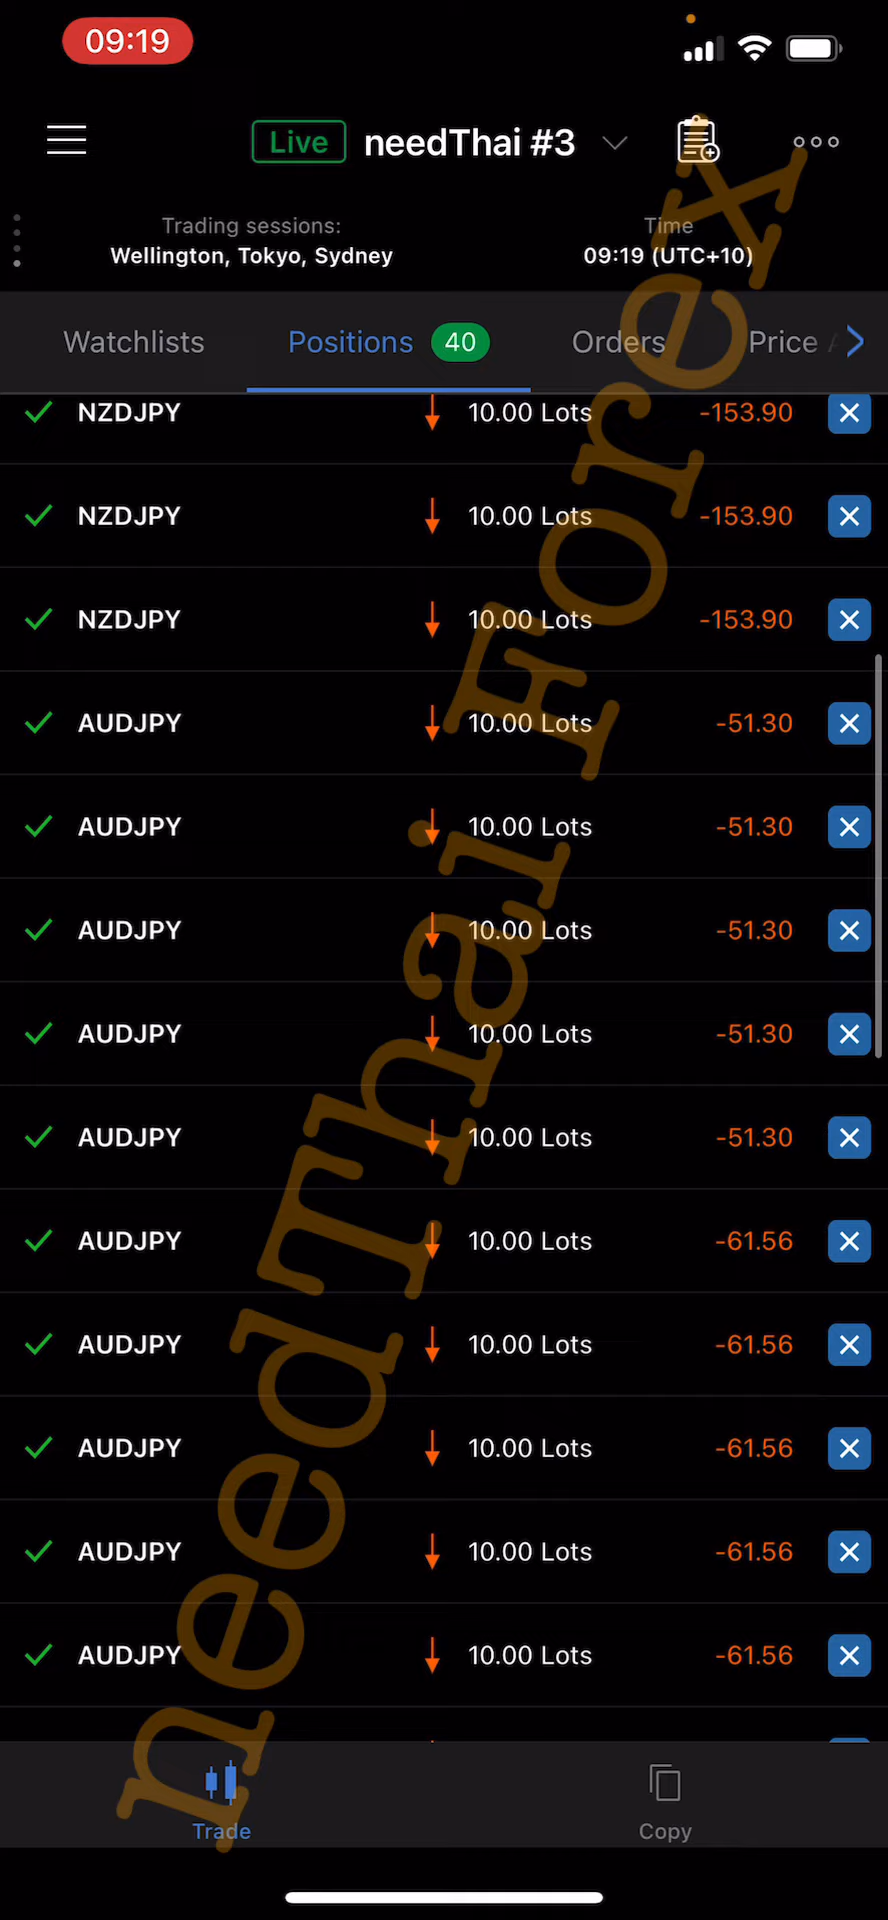 09:19
Live needThai #3
Trading sessions: Time
Wellington, Tokyo, Sydney 09:19 (UTC+10)
Watchlists Positions 40 Orders Price
NZDJPY 10.00 Lots -153.90
NZDJPY 10.00 Lots -153.90
NZDJPY 10.00 Lots -153.90
AUDJPY 10.00 Lots -51.30
AUDJPY 10.00 Lots -51.30
AUDJPY 10.00 Lots -51.30
AUDJPY 10.00 Lots -51.30
AUDJPY 10.00 Lots -51.30
AUDJPY 10.00 Lots -61.56
AUDJPY 10.00 Lots -61.56
AUDJPY 10.00 Lots -61.56
AUDJPY 10.00 Lots -61.56
AUDJPY 10.00 Lots -61.56
needThai Forex
Trade Copy